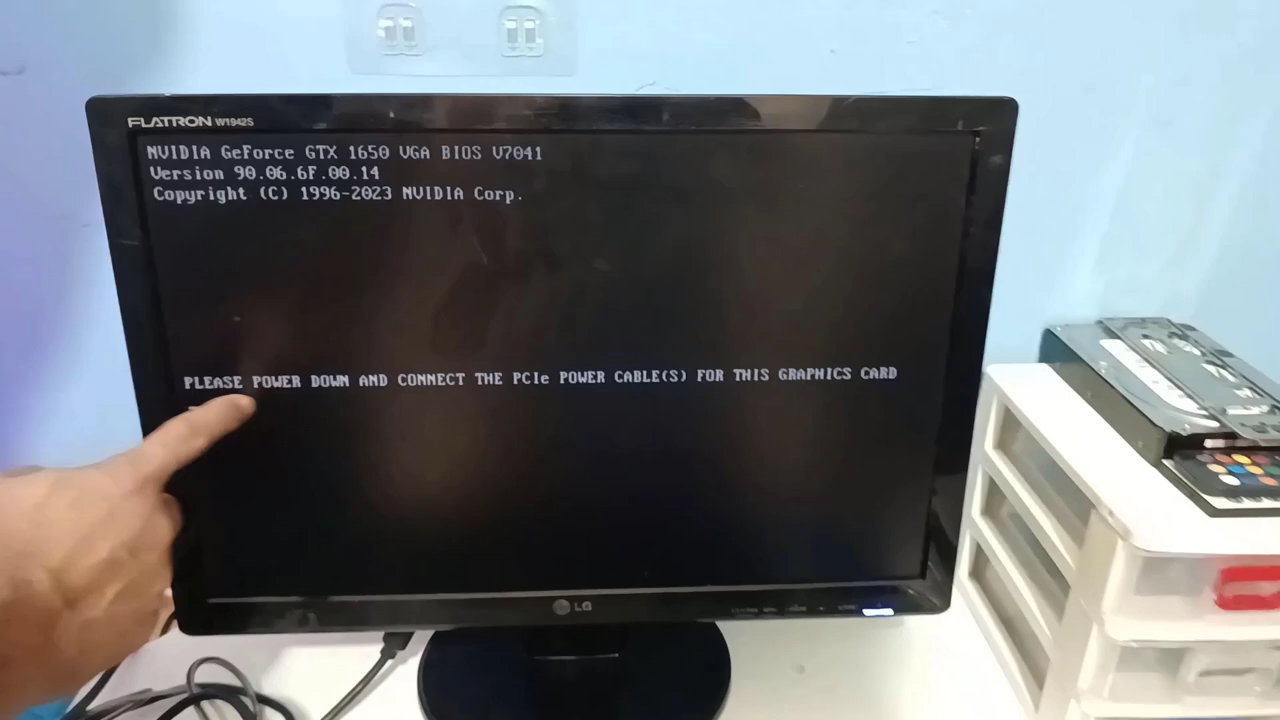 FLATRON W1942S
NVIDIA GeForce GTX 1650 VGA BIOS V7041
Version 90.06.6F.00.14
Copyright (C) 1996-2023 NVIDIA Corp.
PLEASE POWER DOWN AND CONNECT THE PCIe POWER CABLE(S) FOR THIS GRAPHICS CARD
LG